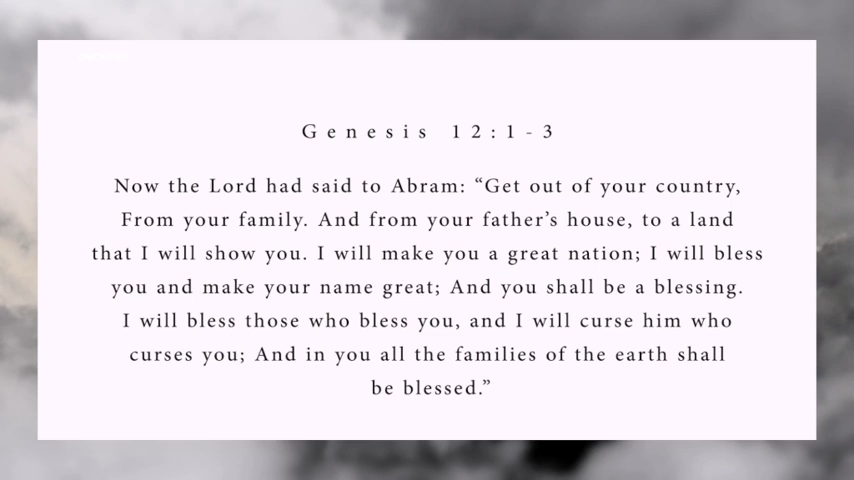 Genesis 12:1-3
Now the Lord had said to Abram: “Get out of your country,
From your family. And from your father’s house, to a land
that I will show you. I will make you a great nation; I will bless
you and make your name great; And you shall be a blessing.
I will bless those who bless you, and I will curse him who
curses you; And in you all the families of the earth shall
be blessed.”